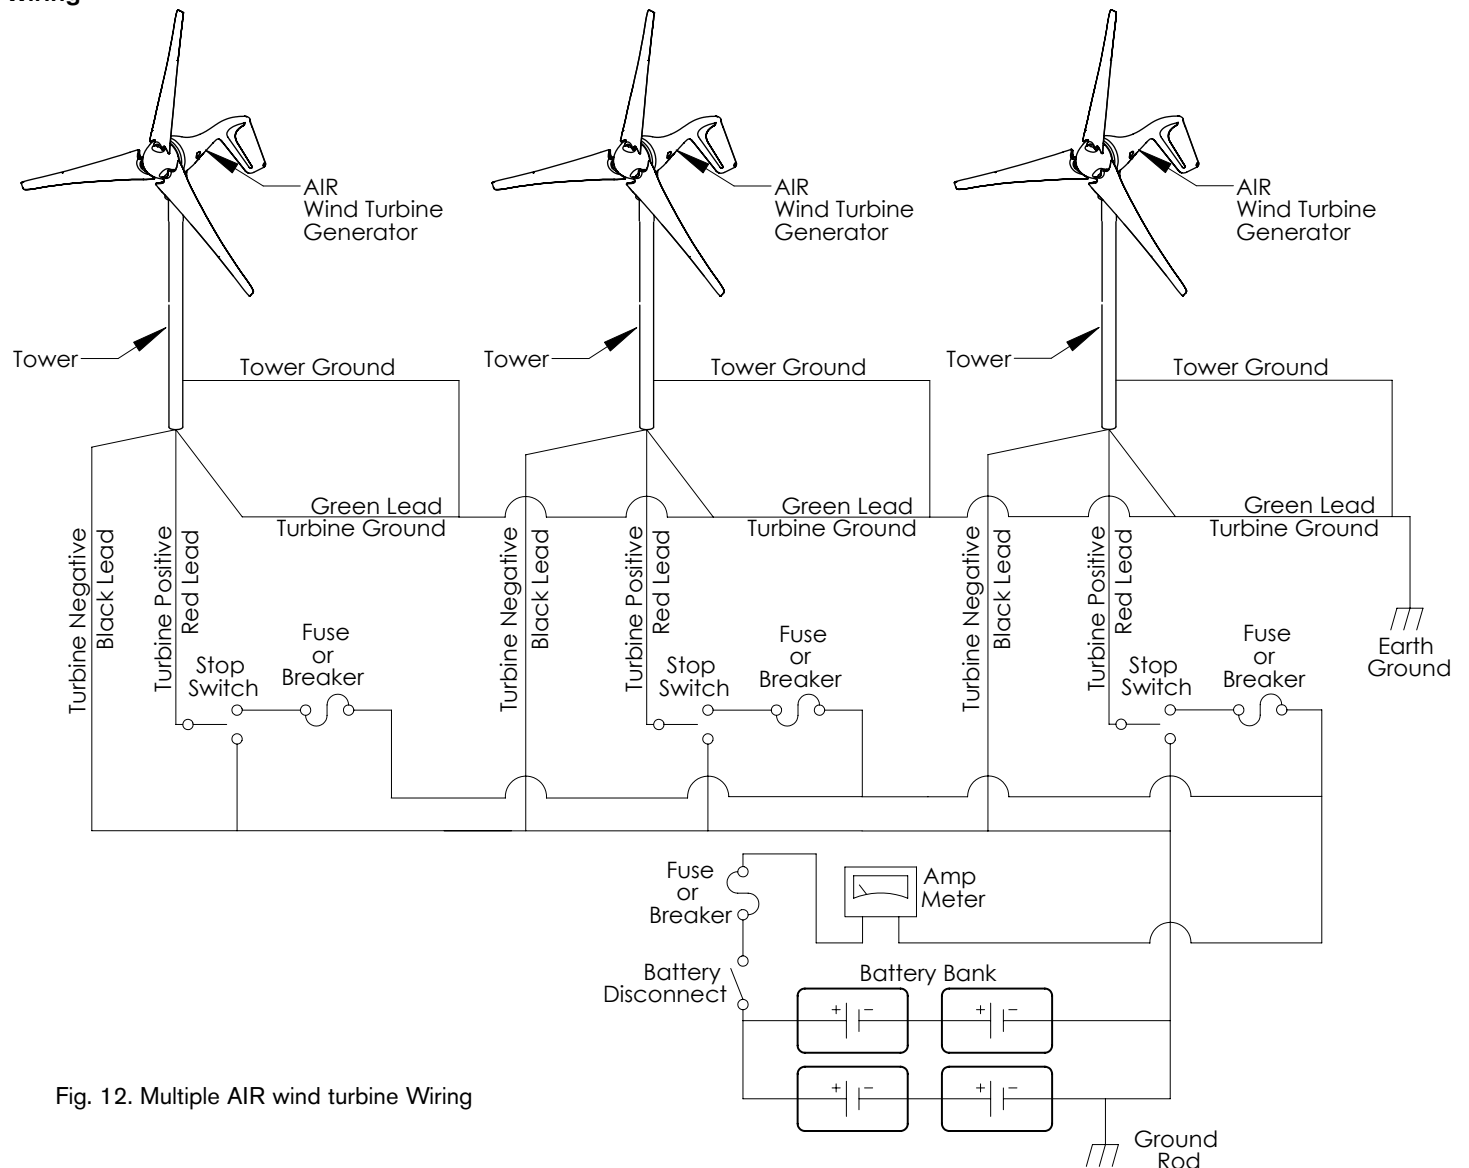 Wiring
AIR
Wind Turbine
Generator
AIR
Wind Turbine
Generator
AIR
Wind Turbine
Generator
Tower
Tower Ground
Tower
Tower Ground
Tower
Tower Ground
Green Lead
Turbine Ground
Green Lead
Turbine Ground
Green Lead
Turbine Ground
Turbine Negative
Black Lead
Turbine Positive
Red Lead
Stop
Switch
Fuse
or
Breaker
Turbine Negative
Black Lead
Turbine Positive
Red Lead
Stop
Switch
Fuse
or
Breaker
Turbine Negative
Black Lead
Turbine Positive
Red Lead
Stop
Switch
Fuse
or
Breaker
Earth
Ground
Fuse
or
Breaker
Amp
Meter
Battery
Disconnect
Battery Bank
+ −
+ −
+ −
+ −
Fig. 12. Multiple AIR wind turbine Wiring
Ground
Rod